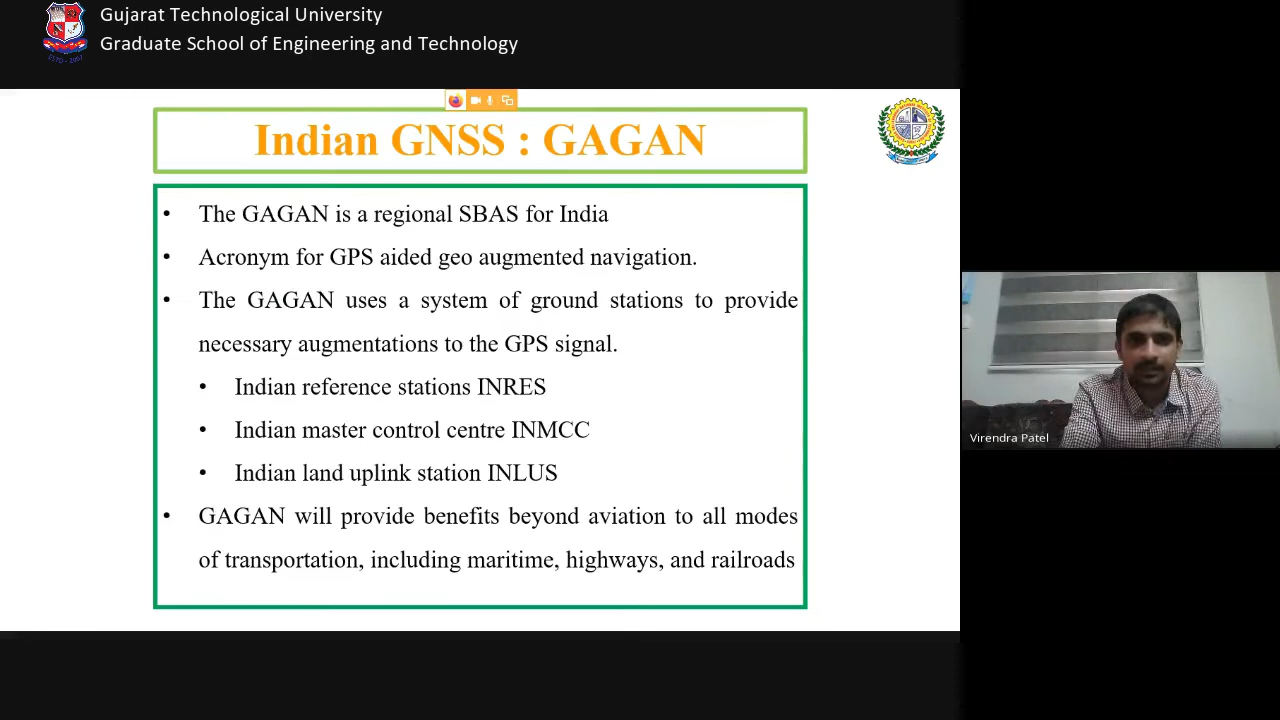 Gujarat Technological University
Graduate School of Engineering and Technology
ESTD - 2007
Indian GNSS : GAGAN
• The GAGAN is a regional SBAS for India
• Acronym for GPS aided geo augmented navigation.
• The GAGAN uses a system of ground stations to provide
necessary augmentations to the GPS signal.
• Indian reference stations INRES
• Indian master control centre INMCC
• Indian land uplink station INLUS
• GAGAN will provide benefits beyond aviation to all modes
of transportation, including maritime, highways, and railroads
Virendra Patel